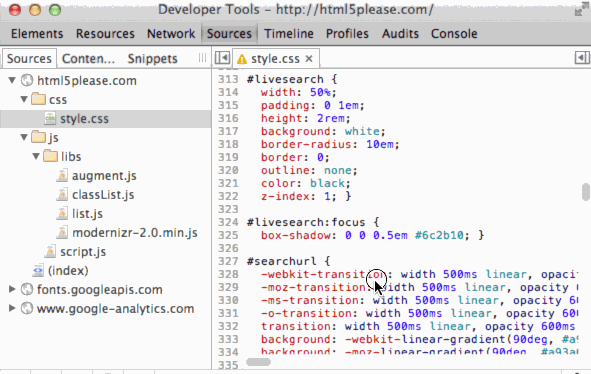 Developer Tools - http://html5please.com/
Elements Resources Network Sources Timeline Profiles Audits Console
Sources Conten... Snippets
style.css ×
html5please.com
css
style.css
js
libs
augment.js
classList.js
list.js
modernizr-2.0.min.js
script.js
(index)
fonts.googleapis.com
www.google-analytics.com
313 #livesearch {
314 width: 50%;
315 padding: 0 1em;
316 height: 2rem;
317 background: white;
318 border-radius: 10em;
319 border: 0;
320 outline: none;
321 color: black;
322 z-index: 1; }
323
324 #livesearch:focus {
325 box-shadow: 0 0 0.5em #6c2b10; }
326
327 #searchurl {
328 -webkit-transition: width 500ms linear, opaci
329 -moz-transition: width 500ms linear, opacity
330 -ms-transition: width 500ms linear, opacity 60
331 -o-transition: width 500ms linear, opacity 600
332 transition: width 500ms linear, opacity 600ms
333 background: -webkit-linear-gradient(90deg, #a9
334 background: -moz-linear-gradient(90deg, #a93a
335